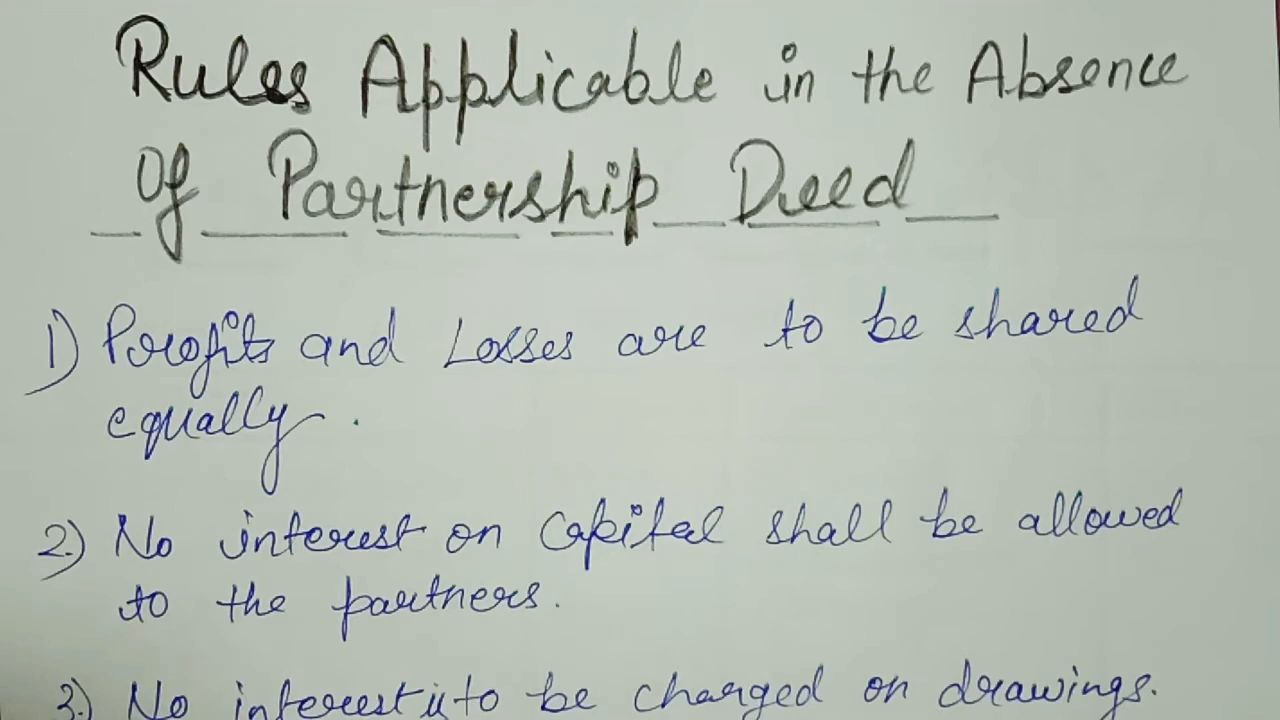 Rules Applicable in the Absence
of Partnership Deed
1) Profits and Losses are to be shared
equally.
2.) No interest on Capital shall be allowed
to the partners.
3.) No interest is to be charged on drawings.